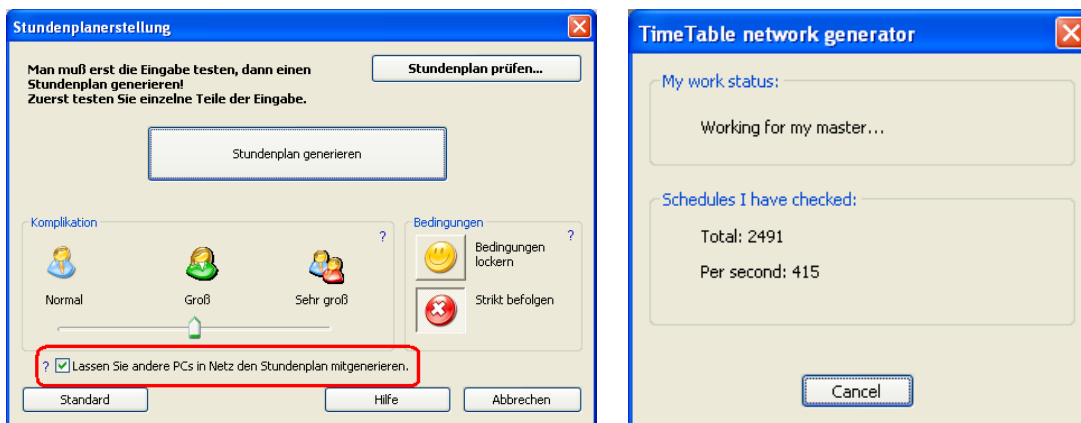 Stundenplanerstellung
Man muß erst die Eingabe testen, dann einen
Stundenplan generieren!
Zuerst testen Sie einzelne Teile der Eingabe.
Stundenplan prüfen...
Stundenplan generieren
Komplikation
?
Normal
Groß
Sehr groß
Bedingungen
?
Bedingungen
lockern
Strikt befolgen
? Lassen Sie andere PCs in Netz den Stundenplan mitgenerieren.
Standard
Hilfe
Abbrechen
TimeTable network generator
My work status:
Working for my master...
Schedules I have checked:
Total: 2491
Per second: 415
Cancel